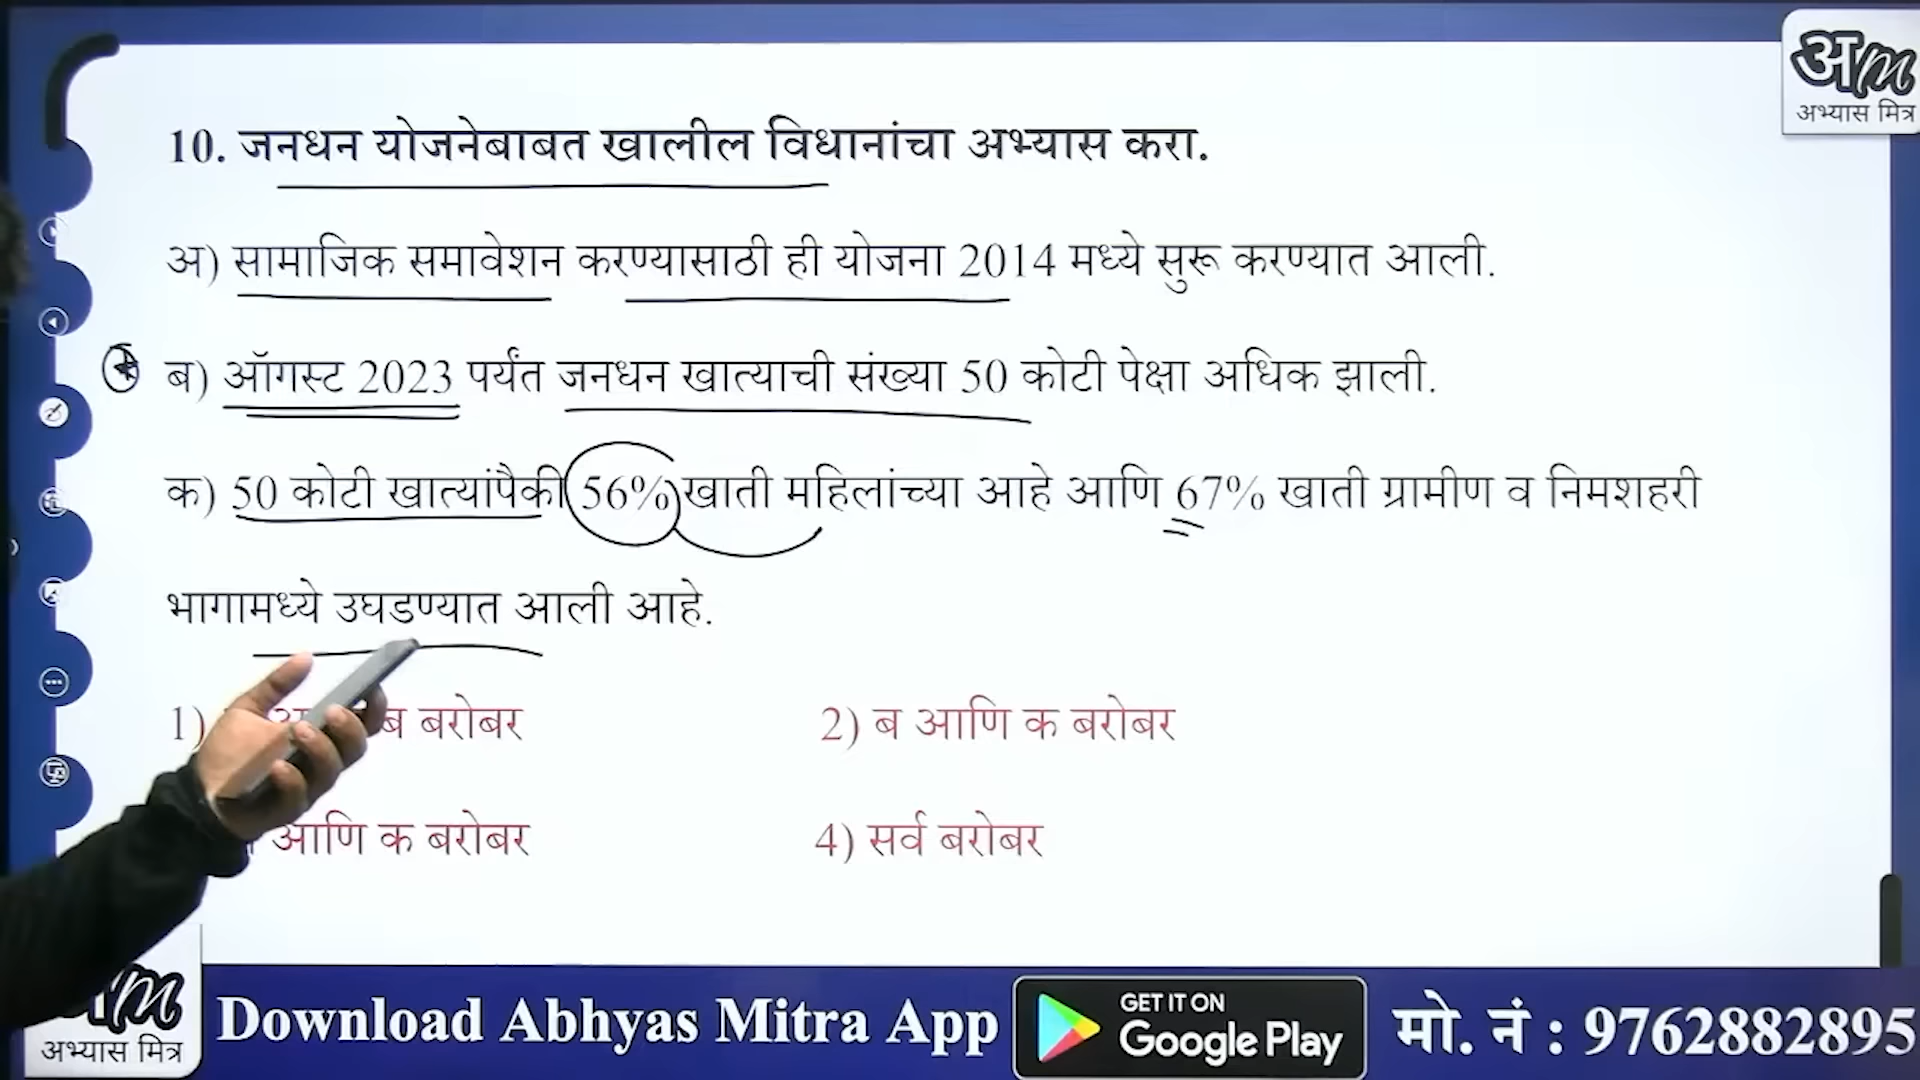 अm
अभ्यास मित्र
10. जनधन योजनेबाबत खालील विधानांचा अभ्यास करा.
अ) सामाजिक समावेशन करण्यासाठी ही योजना 2014 मध्ये सुरू करण्यात आली.
ब) ऑगस्ट 2023 पर्यंत जनधन खात्याची संख्या 50 कोटी पेक्षा अधिक झाली.
क) 50 कोटी खात्यांपैकी 56% खाती महिलांच्या आहे आणि 67% खाती ग्रामीण व निमशहरी
भागामध्ये उघडण्यात आली आहे.
1) ब बरोबर
2) ब आणि क बरोबर
आणि क बरोबर
4) सर्व बरोबर
अभ्यास मित्र
Download Abhyas Mitra App
GET IT ON
Google Play
मो. नं : 9762882895